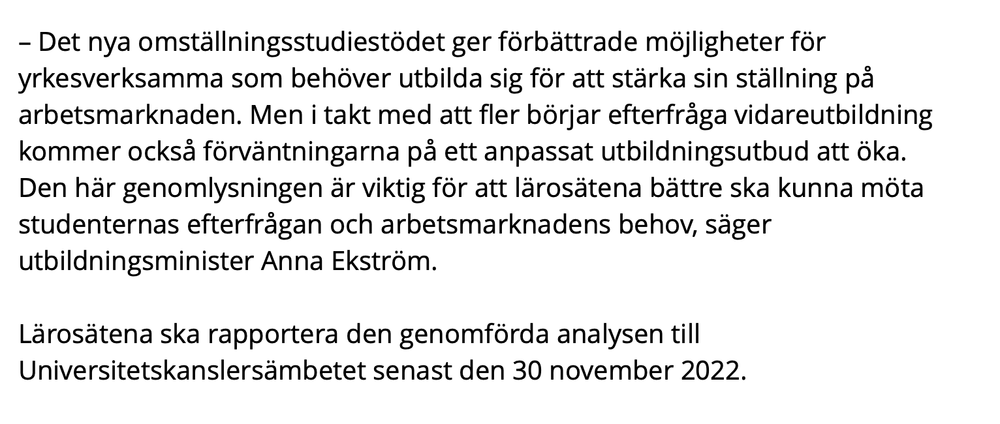 – Det nya omställningsstudiestödet ger förbättrade möjligheter för
yrkesverksamma som behöver utbilda sig för att stärka sin ställning på
arbetsmarknaden. Men i takt med att fler börjar efterfråga vidareutbildning
kommer också förväntningarna på ett anpassat utbildningsutbud att öka.
Den här genomlysningen är viktig för att lärosätena bättre ska kunna möta
studenternas efterfrågan och arbetsmarknadens behov, säger
utbildningsminister Anna Ekström.
Lärosätena ska rapportera den genomförda analysen till
Universitetskanslersämbetet senast den 30 november 2022.